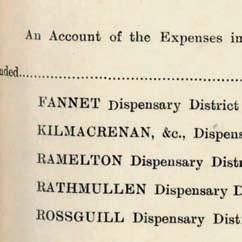 An Account of the Expenses in
nded..............................
FANNET Dispensary District
KILMACRENAN, &c., Dispens
RAMELTON Dispensary Distr
RATHMULLEN Dispensary D
ROSSGUILL Dispensary Dist